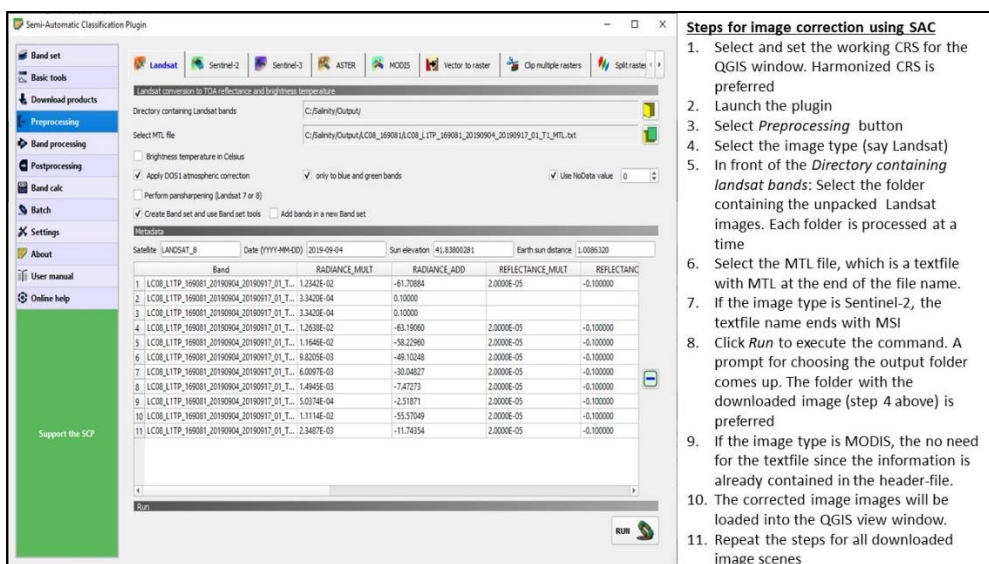 Semi-Automatic Classification Plugin
Band set
Basic tools
Download products
Preprocessing
Band processing
Postprocessing
Band calc
Batch
Settings
About
User manual
Online help
Support the SCP
Landsat
Sentinel-2
Sentinel-3
ASTER
MODIS
Vector to raster
Clip multiple rasters
Split raster
Landsat conversion to TOA reflectance and brightness temperature
Directory containing Landsat bands C:/Salinity/Output/
Select MTL file C:/Salinity/Output/LC08_169081/LC08_L1TP_169081_20190904_20190917_01_T1_MTL.txt
Brightness temperature in Celsius
Apply DOS1 atmospheric correction only to blue and green bands Use NoData value 0
Perform pansharpening (Landsat 7 or 8)
Create Band set and use Band set tools Add bands in a new Band set
Metadata
Satellite LANDSAT_8 Date (YYYY-MM-DD) 2019-09-04 Sun elevation 41.83800281 Earth sun distance 1.0086320
Band RADIANCE_MULT RADIANCE_ADD REFLECTANCE_MULT REFLECTANC
1 LC08_L1TP_169081_20190904_20190917_01_T... 1.2342E-02 -61.70884 2.0000E-05 -0.100000
2 LC08_L1TP_169081_20190904_20190917_01_T... 3.3420E-04 0.10000
3 LC08_L1TP_169081_20190904_20190917_01_T... 3.3420E-04 0.10000
4 LC08_L1TP_169081_20190904_20190917_01_T... 1.2638E-02 -63.19060 2.0000E-05 -0.100000
5 LC08_L1TP_169081_20190904_20190917_01_T... 1.1646E-02 -58.22960 2.0000E-05 -0.100000
6 LC08_L1TP_169081_20190904_20190917_01_T... 9.8205E-03 -49.10248 2.0000E-05 -0.100000
7 LC08_L1TP_169081_20190904_20190917_01_T... 6.0097E-03 -30.04827 2.0000E-05 -0.100000
8 LC08_L1TP_169081_20190904_20190917_01_T... 1.4945E-03 -7.47273 2.0000E-05 -0.100000
9 LC08_L1TP_169081_20190904_20190917_01_T... 5.0374E-04 -2.51871 2.0000E-05 -0.100000
10 LC08_L1TP_169081_20190904_20190917_01_T... 1.1114E-02 -55.57049 2.0000E-05 -0.100000
11 LC08_L1TP_169081_20190904_20190917_01_T... 2.3487E-03 -11.74354 2.0000E-05 -0.100000
Run
RUN
Steps for image correction using SAC
1. Select and set the working CRS for the
QGIS window. Harmonized CRS is
preferred
2. Launch the plugin
3. Select Preprocessing button
4. Select the image type (say Landsat)
5. In front of the Directory containing
landsat bands: Select the folder
containing the unpacked Landsat
images. Each folder is processed at a
time
6. Select the MTL file, which is a textfile
with MTL at the end of the file name.
7. If the image type is Sentinel-2, the
textfile name ends with MSI
8. Click Run to execute the command. A
prompt for choosing the output folder
comes up. The folder with the
downloaded image (step 4 above) is
preferred
9. If the image type is MODIS, the no need
for the textfile since the information is
already contained in the header-file.
10. The corrected image images will be
loaded into the QGIS view window.
11. Repeat the steps for all downloaded
image scenes